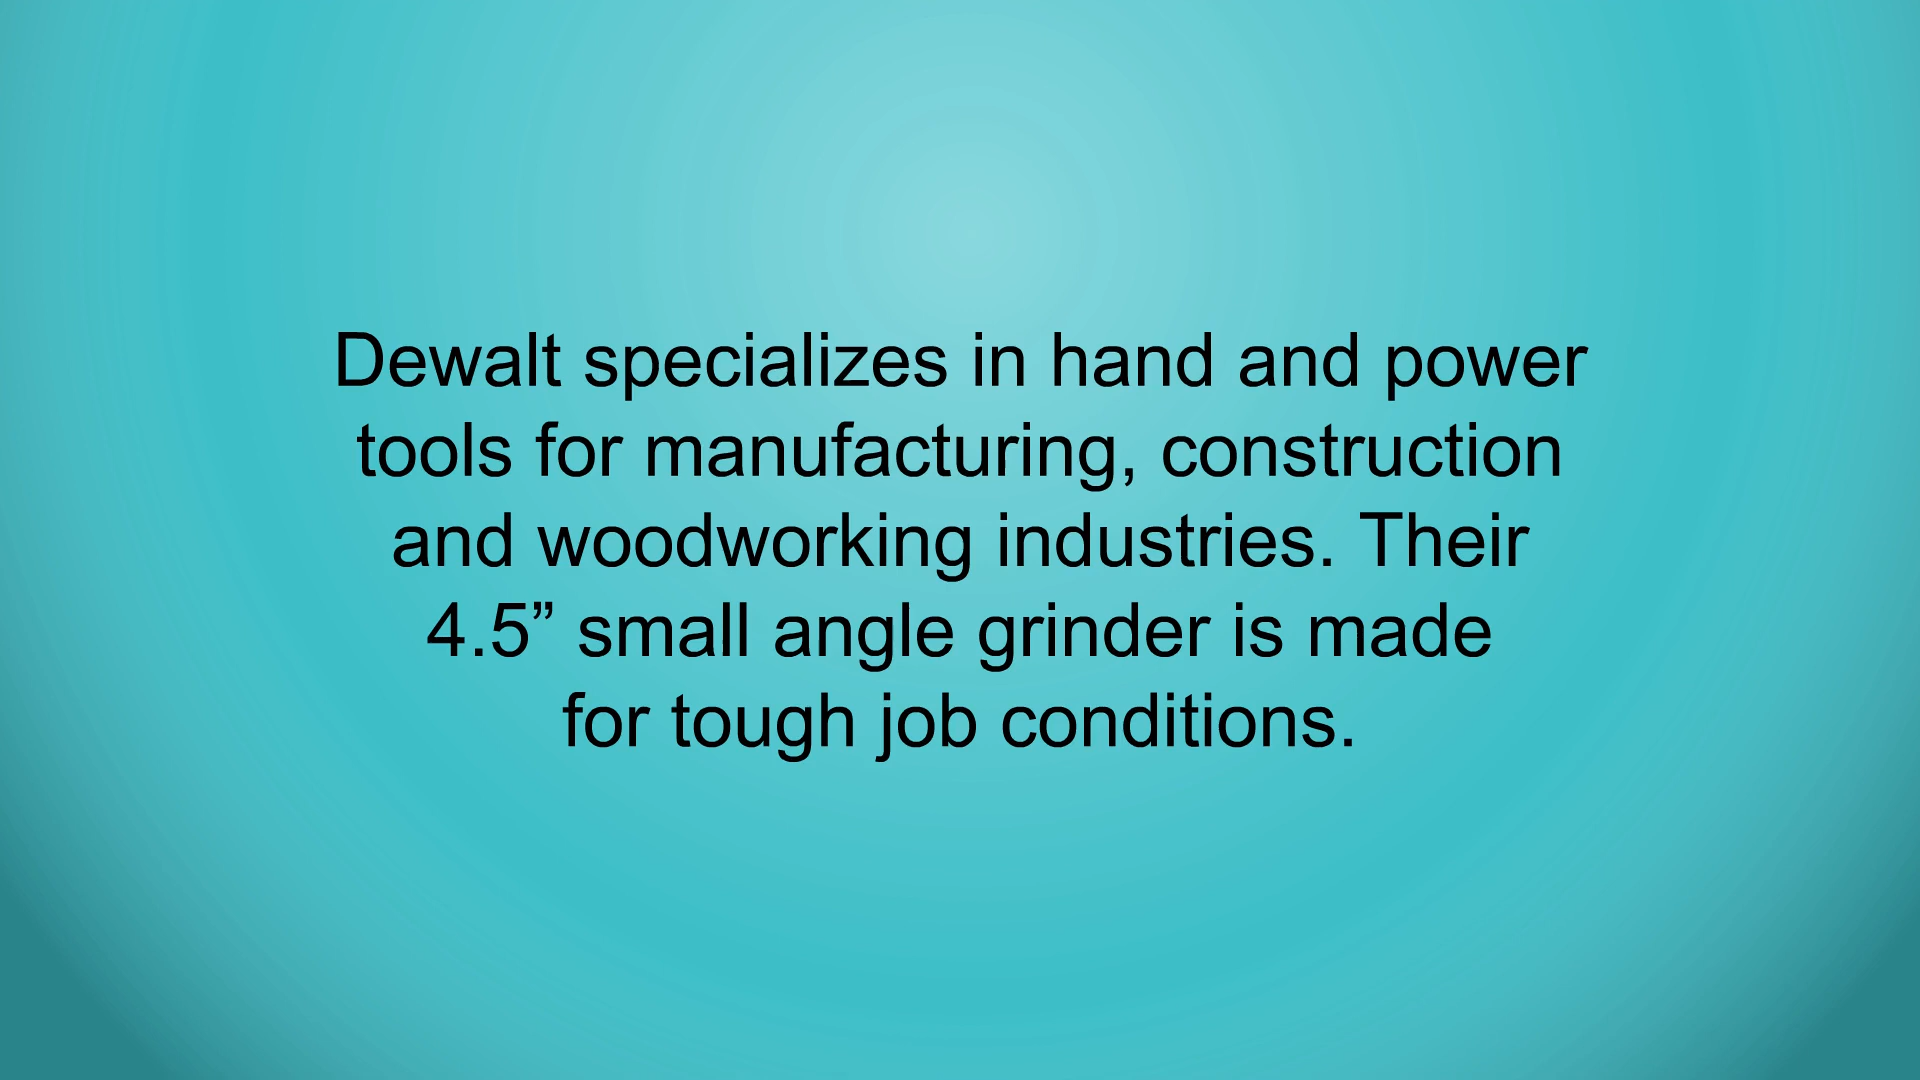 Dewalt specializes in hand and power
tools for manufacturing, construction
and woodworking industries. Their
4.5” small angle grinder is made
for tough job conditions.